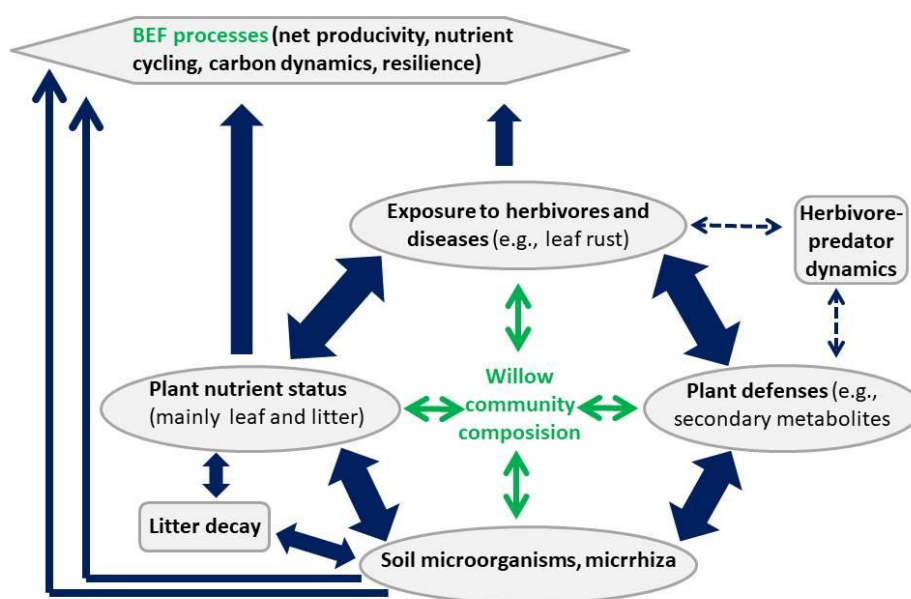 BEF processes (net producivity, nutrient
cycling, carbon dynamics, resilience)
Exposure to herbivores and
diseases (e.g., leaf rust)
Herbivore-
predator
dynamics
Plant nutrient status
(mainly leaf and litter)
Willow
community
composision
Plant defenses (e.g.,
secondary metabolites
Litter decay
Soil microorganisms, micrrhiza